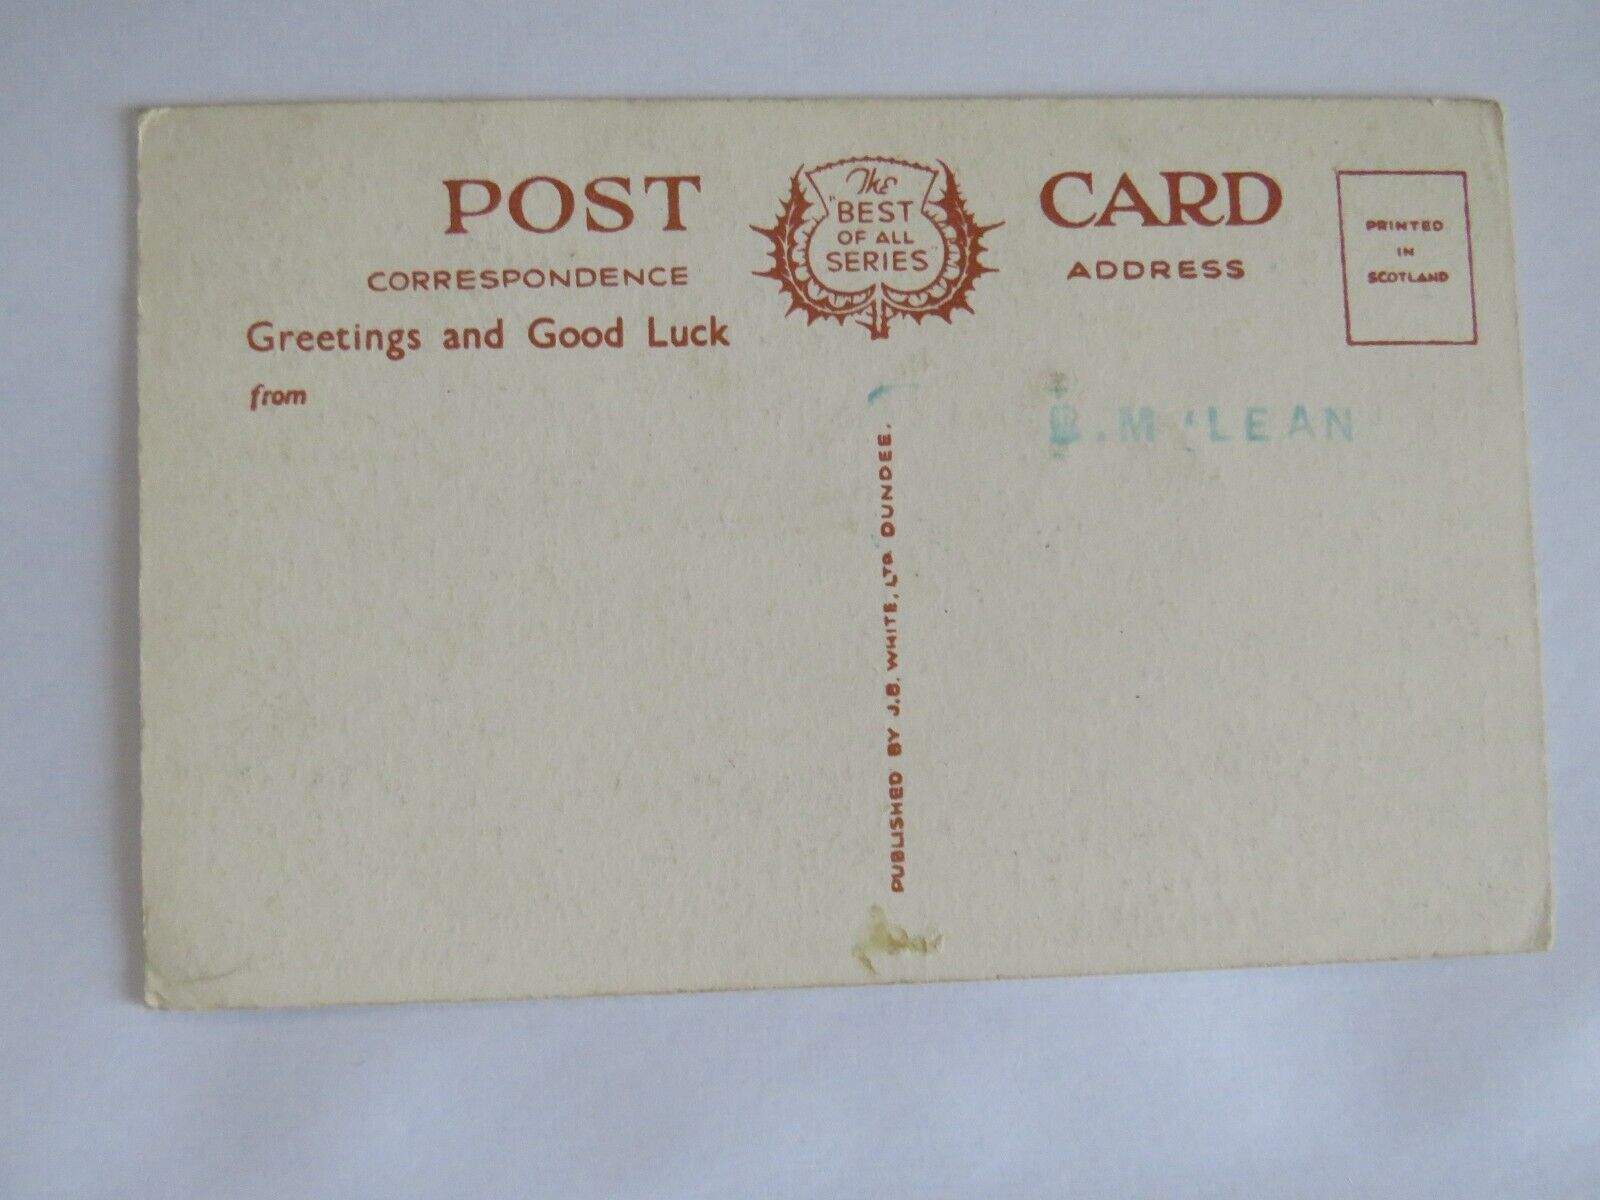 POST CARD
The
"BEST
OF ALL
SERIES"
CORRESPONDENCE
ADDRESS
PRINTED
IN
SCOTLAND
Greetings and Good Luck
from
LEAN
PUBLISHED BY J.B. WHITE, LTD DUNDEE.